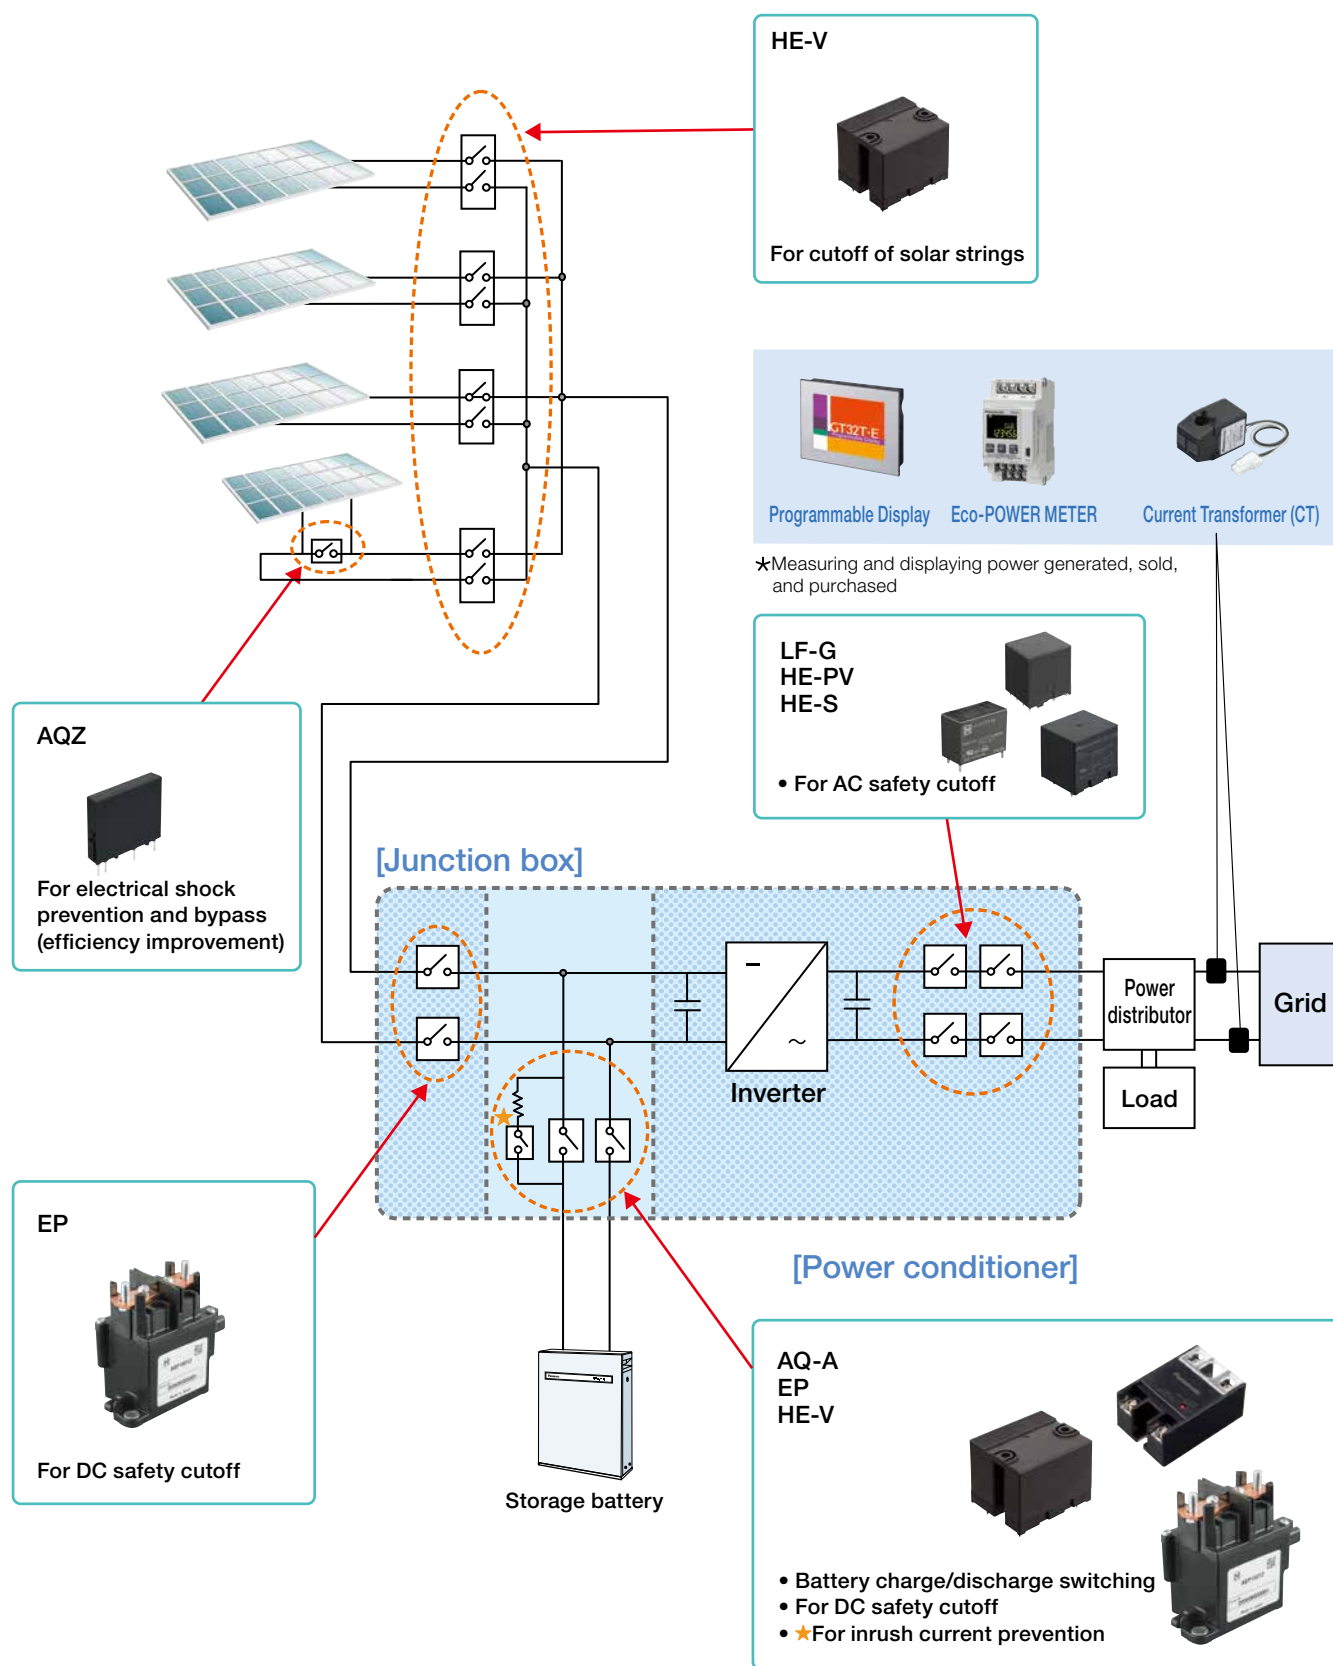 HE-V
For cutoff of solar strings
GT32T-E
Programmable Display
Eco-POWER METER
Current Transformer (CT)
★Measuring and displaying power generated, sold,
and purchased
LF-G
HE-PV
HE-S
• For AC safety cutoff
AQZ
For electrical shock
prevention and bypass
(efficiency improvement)
[Junction box]
Inverter
Power
distributor
Grid
Load
EP
For DC safety cutoff
[Power conditioner]
Storage battery
AQ-A
EP
HE-V
• Battery charge/discharge switching
• For DC safety cutoff
• ★For inrush current prevention